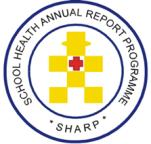 SCHOOL HEALTH ANNUAL REPORT PROGRAMME
* SHARP *